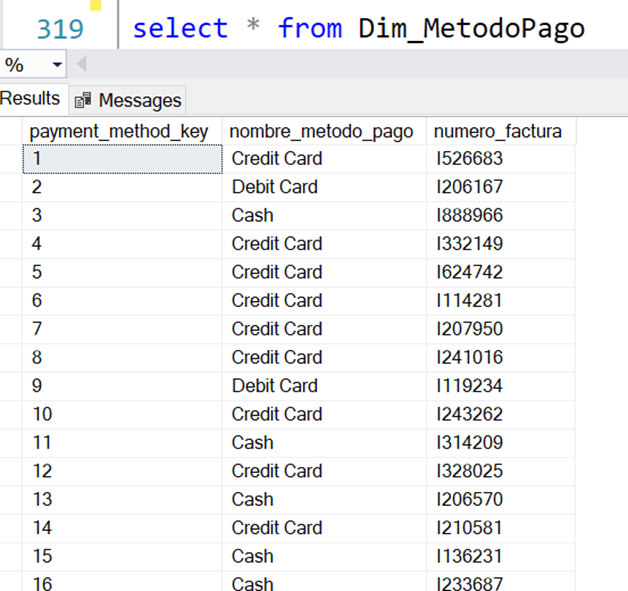 319 select * from Dim_MetodoPago
%
Results Messages
payment_method_key nombre_metodo_pago numero_factura
1 Credit Card I526683
2 Debit Card I206167
3 Cash I888966
4 Credit Card I332149
5 Credit Card I624742
6 Credit Card I114281
7 Credit Card I207950
8 Credit Card I241016
9 Debit Card I119234
10 Credit Card I243262
11 Cash I314209
12 Credit Card I328025
13 Cash I206570
14 Credit Card I210581
15 Cash I136231
16 Cash I233687